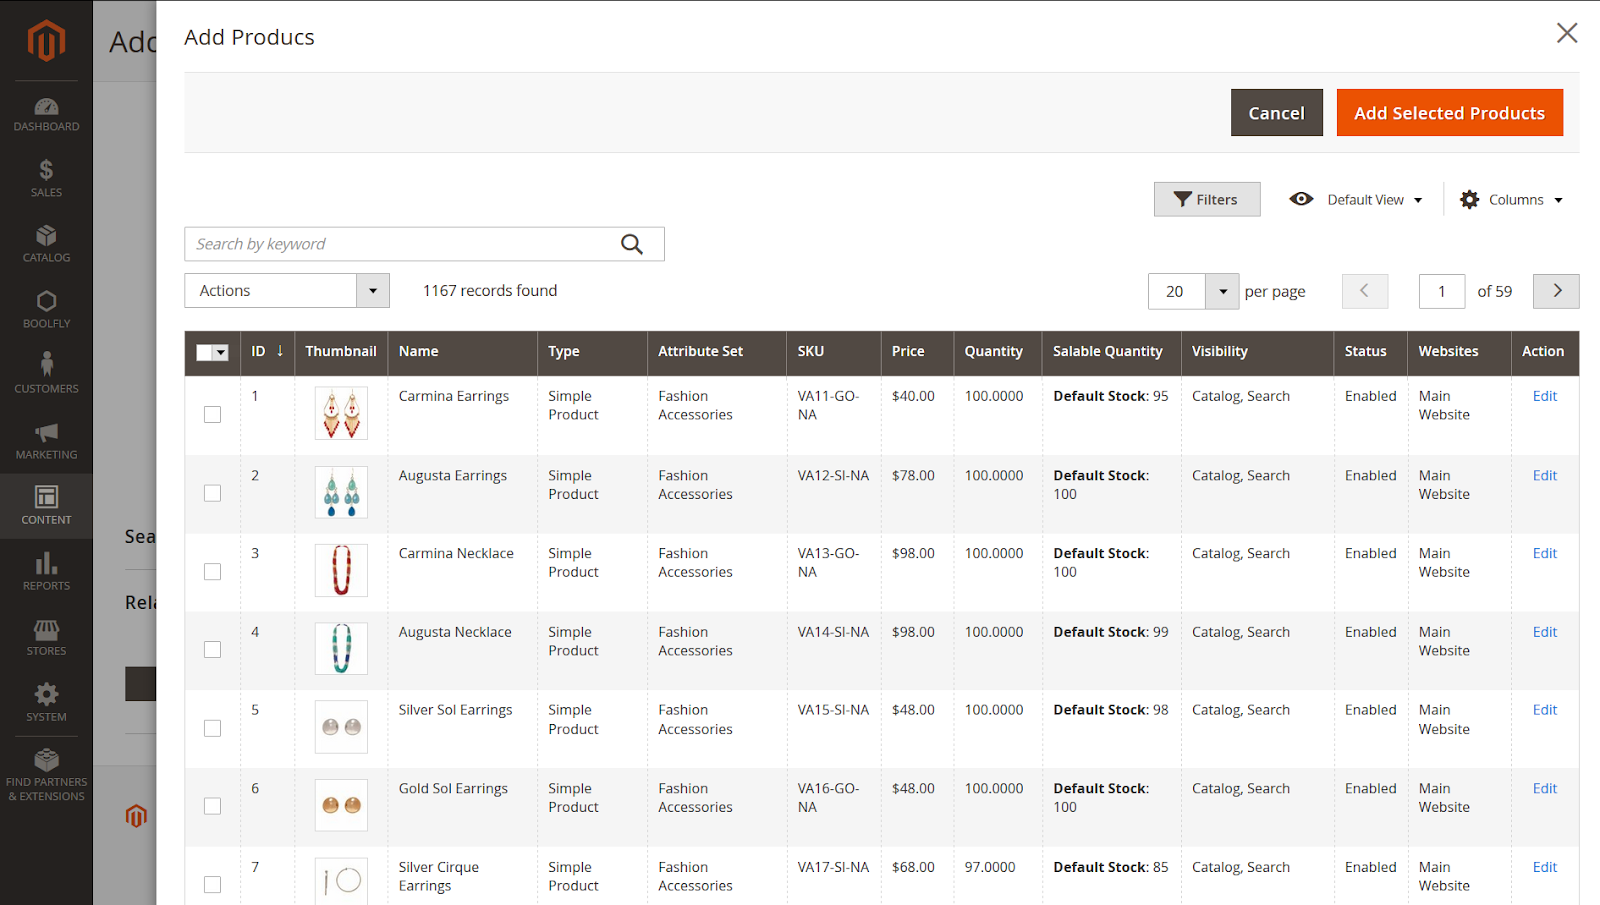 Add
Add Producs
Cancel
Add Selected Products
DASHBOARD
SALES
CATALOG
BOOLFLY
CUSTOMERS
MARKETING
CONTENT
REPORTS
STORES
SYSTEM
FIND PARTNERS
& EXTENSIONS
Sea
Rela
Filters
Default View
Columns
Search by keyword
Actions
1167 records found
20 per page
1 of 59
ID ↓ Thumbnail Name Type Attribute Set SKU Price Quantity Salable Quantity Visibility Status Websites Action
1 Carmina Earrings Simple Fashion VA11-GO- $40.00 100.0000 Default Stock: 95 Catalog, Search Enabled Main Edit
Product Accessories NA Website
2 Augusta Earrings Simple Fashion VA12-SI-NA $78.00 100.0000 Default Stock: Catalog, Search Enabled Main Edit
Product Accessories 100 Website
3 Carmina Necklace Simple Fashion VA13-GO- $98.00 100.0000 Default Stock: Catalog, Search Enabled Main Edit
Product Accessories NA 100 Website
4 Augusta Necklace Simple Fashion VA14-SI-NA $98.00 100.0000 Default Stock: 99 Catalog, Search Enabled Main Edit
Product Accessories Website
5 Silver Sol Earrings Simple Fashion VA15-SI-NA $48.00 100.0000 Default Stock: 98 Catalog, Search Enabled Main Edit
Product Accessories Website
6 Gold Sol Earrings Simple Fashion VA16-GO- $48.00 100.0000 Default Stock: Catalog, Search Enabled Main Edit
Product Accessories NA 100 Website
7 Silver Cirque Simple Fashion VA17-SI-NA $68.00 97.0000 Default Stock: 85 Catalog, Search Enabled Main Edit
Earrings Product Accessories Website